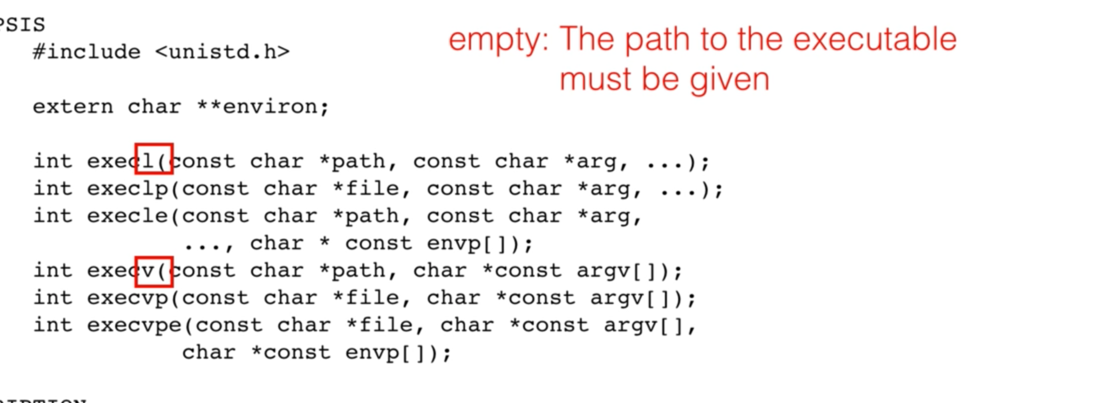 PSIS
#include <unistd.h>
empty: The path to the executable
must be given
extern char **environ;
int execl(const char *path, const char *arg, ...);
int execlp(const char *file, const char *arg, ...);
int execle(const char *path, const char *arg,
..., char * const envp[]);
int execv(const char *path, char *const argv[]);
int execvp(const char *file, char *const argv[]);
int execvpe(const char *file, char *const argv[],
char *const envp[]);